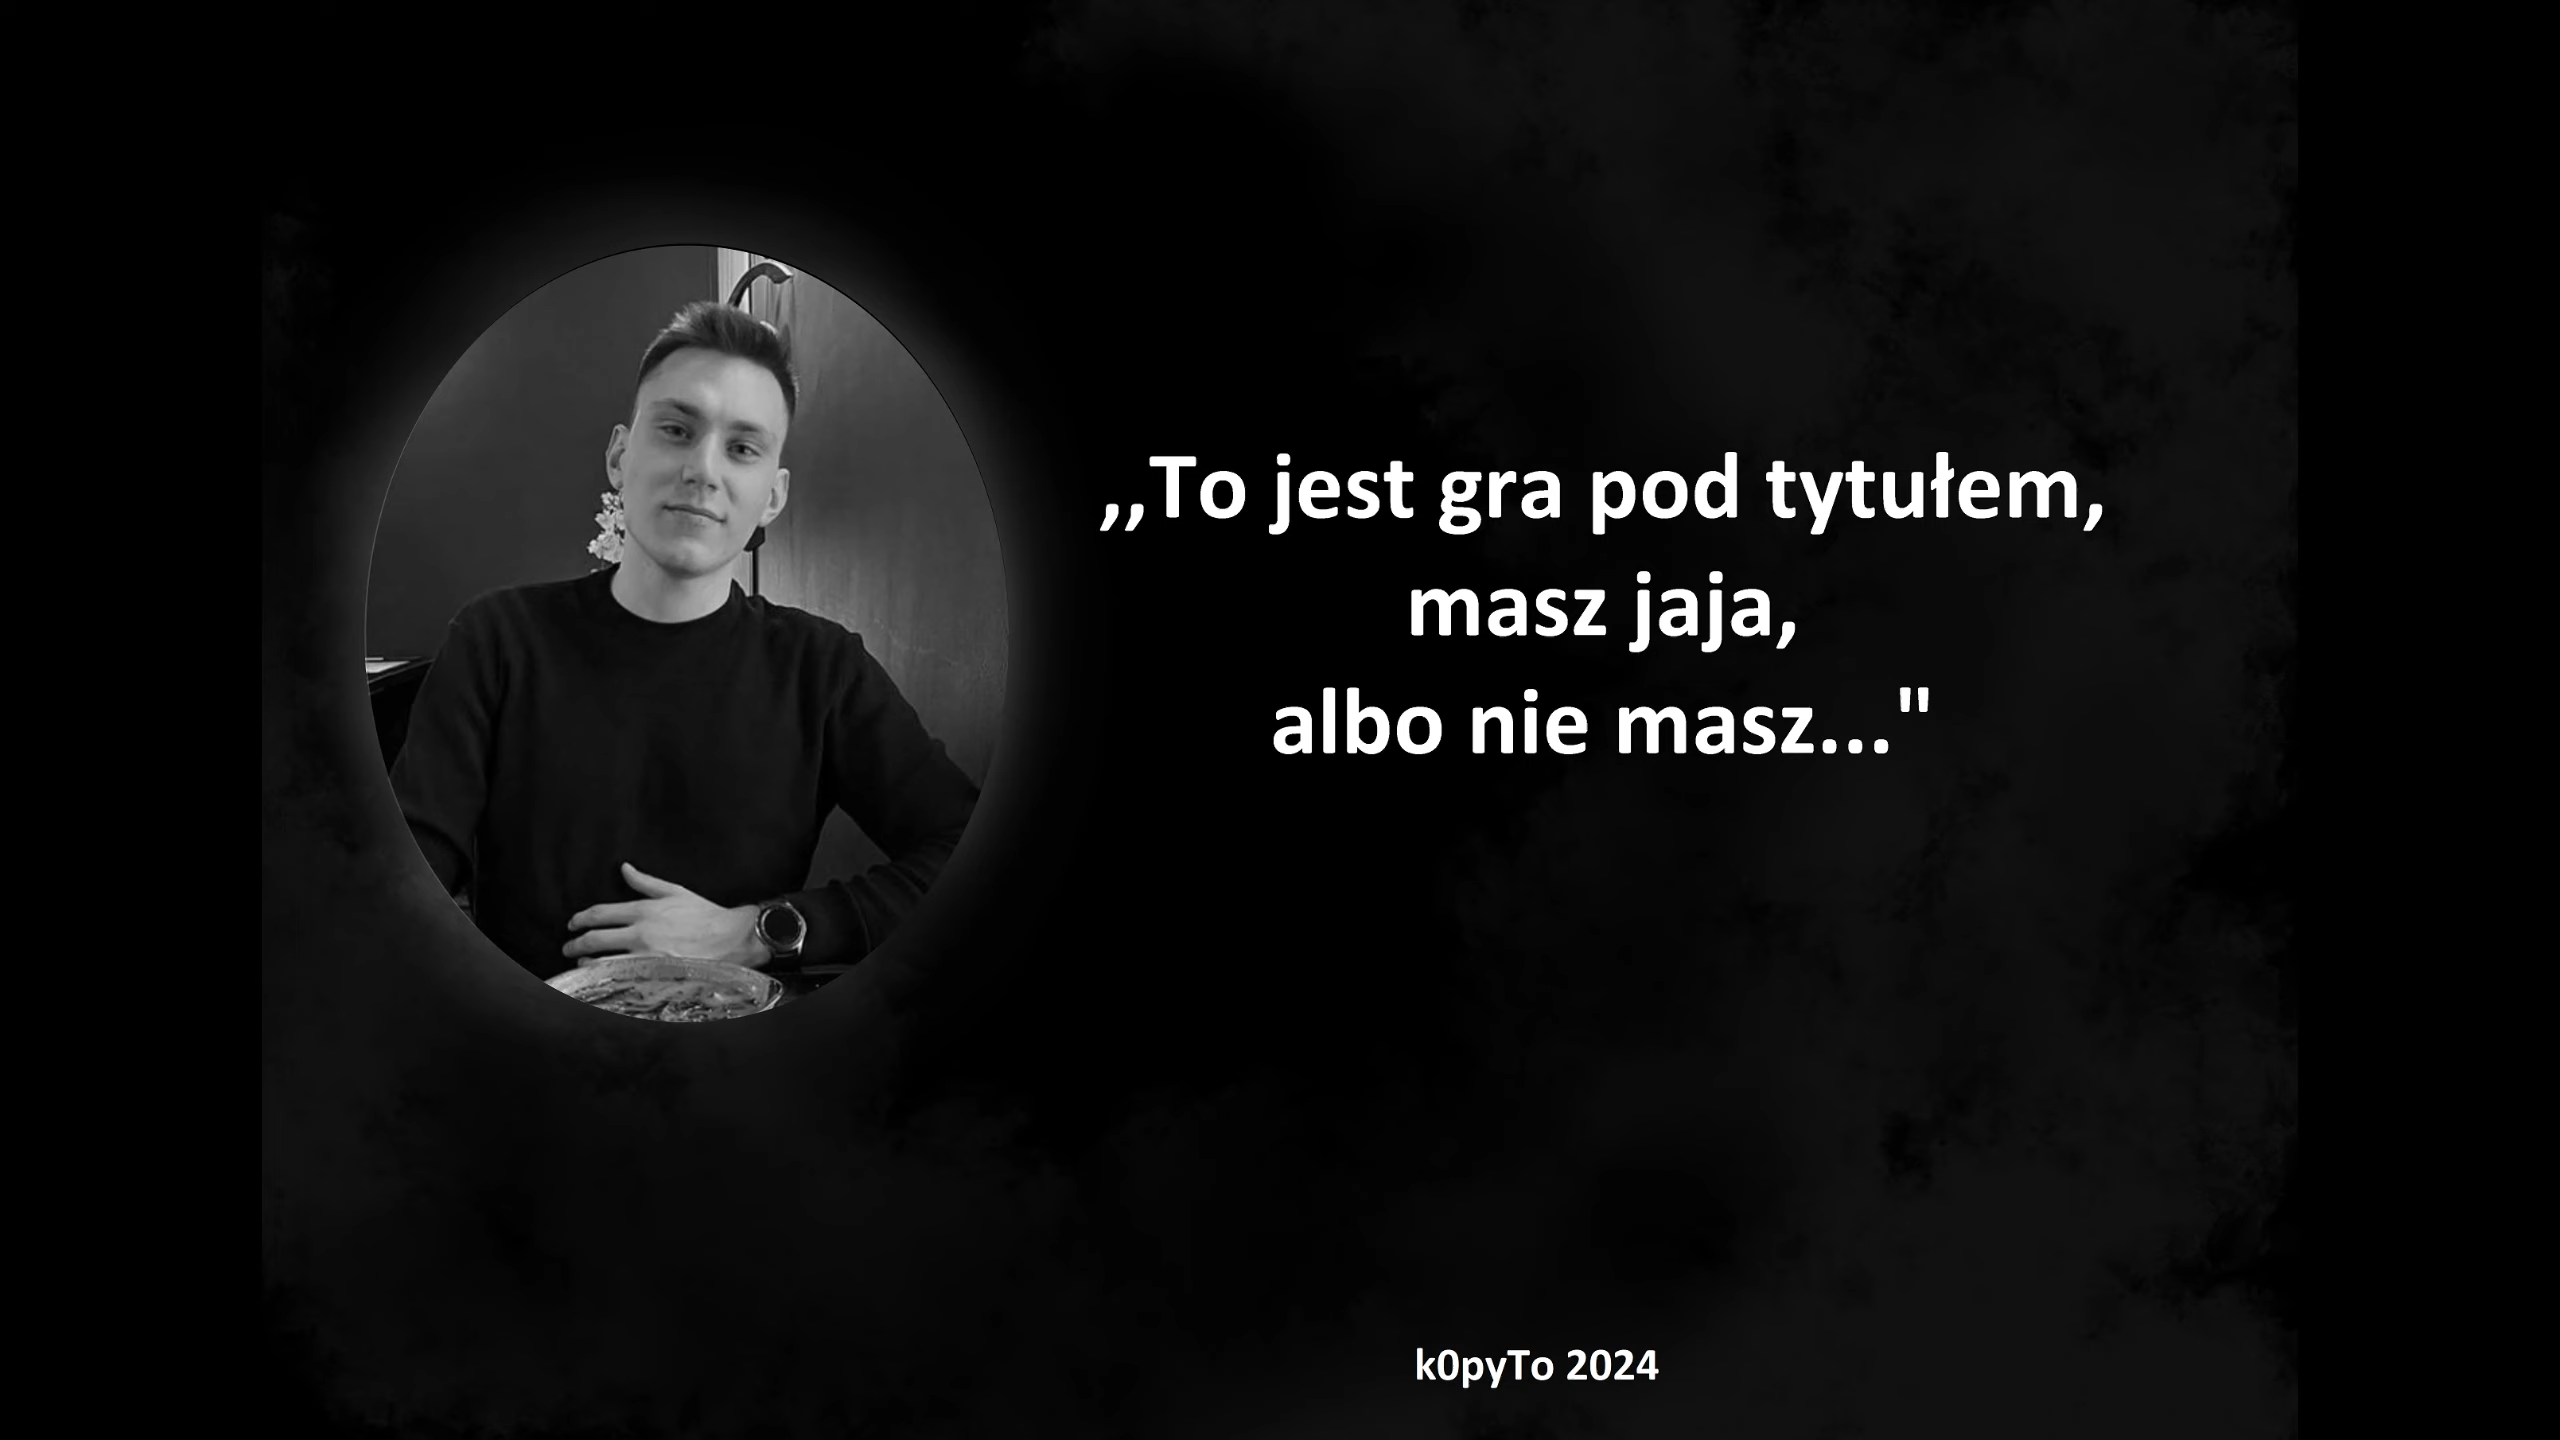 ,,To jest gra pod tytułem,
masz jaja,
albo nie masz..."
k0pyTo 2024